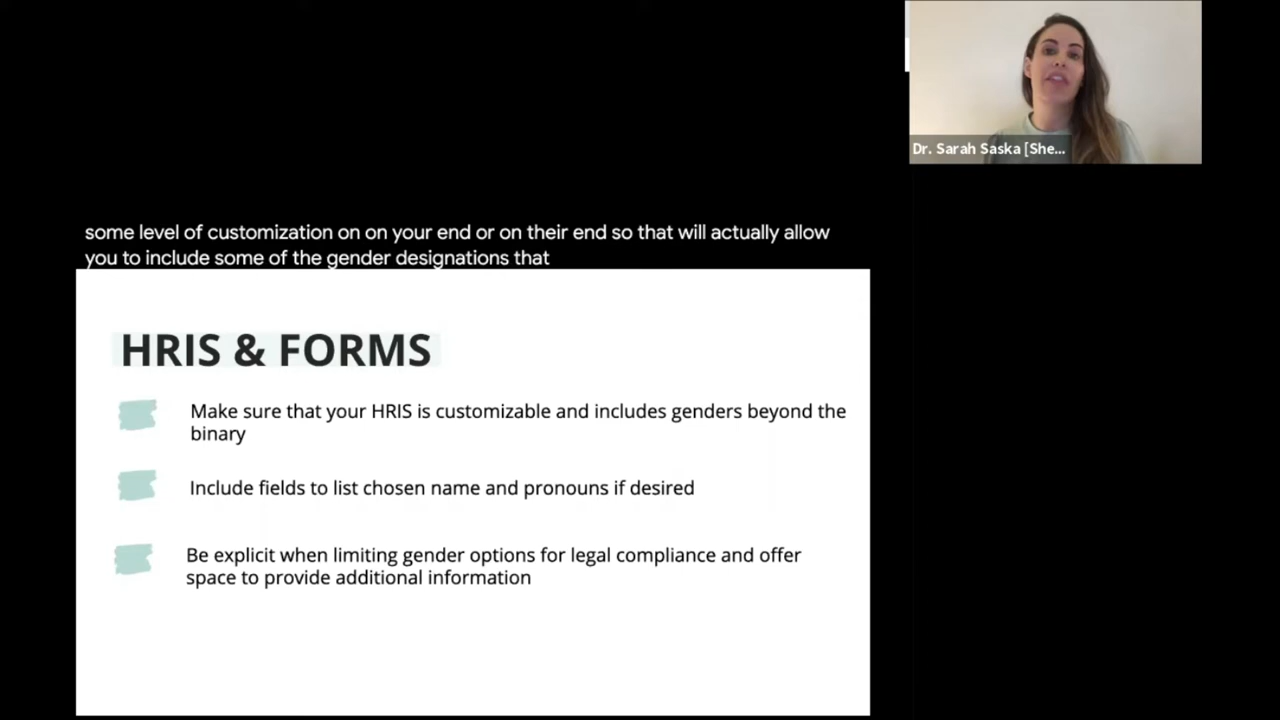 Dr. Sarah Saska [She...
some level of customization on on your end or on their end so that will actually allow
you to include some of the gender designations that
HRIS & FORMS
Make sure that your HRIS is customizable and includes genders beyond the
binary
Include fields to list chosen name and pronouns if desired
Be explicit when limiting gender options for legal compliance and offer
space to provide additional information